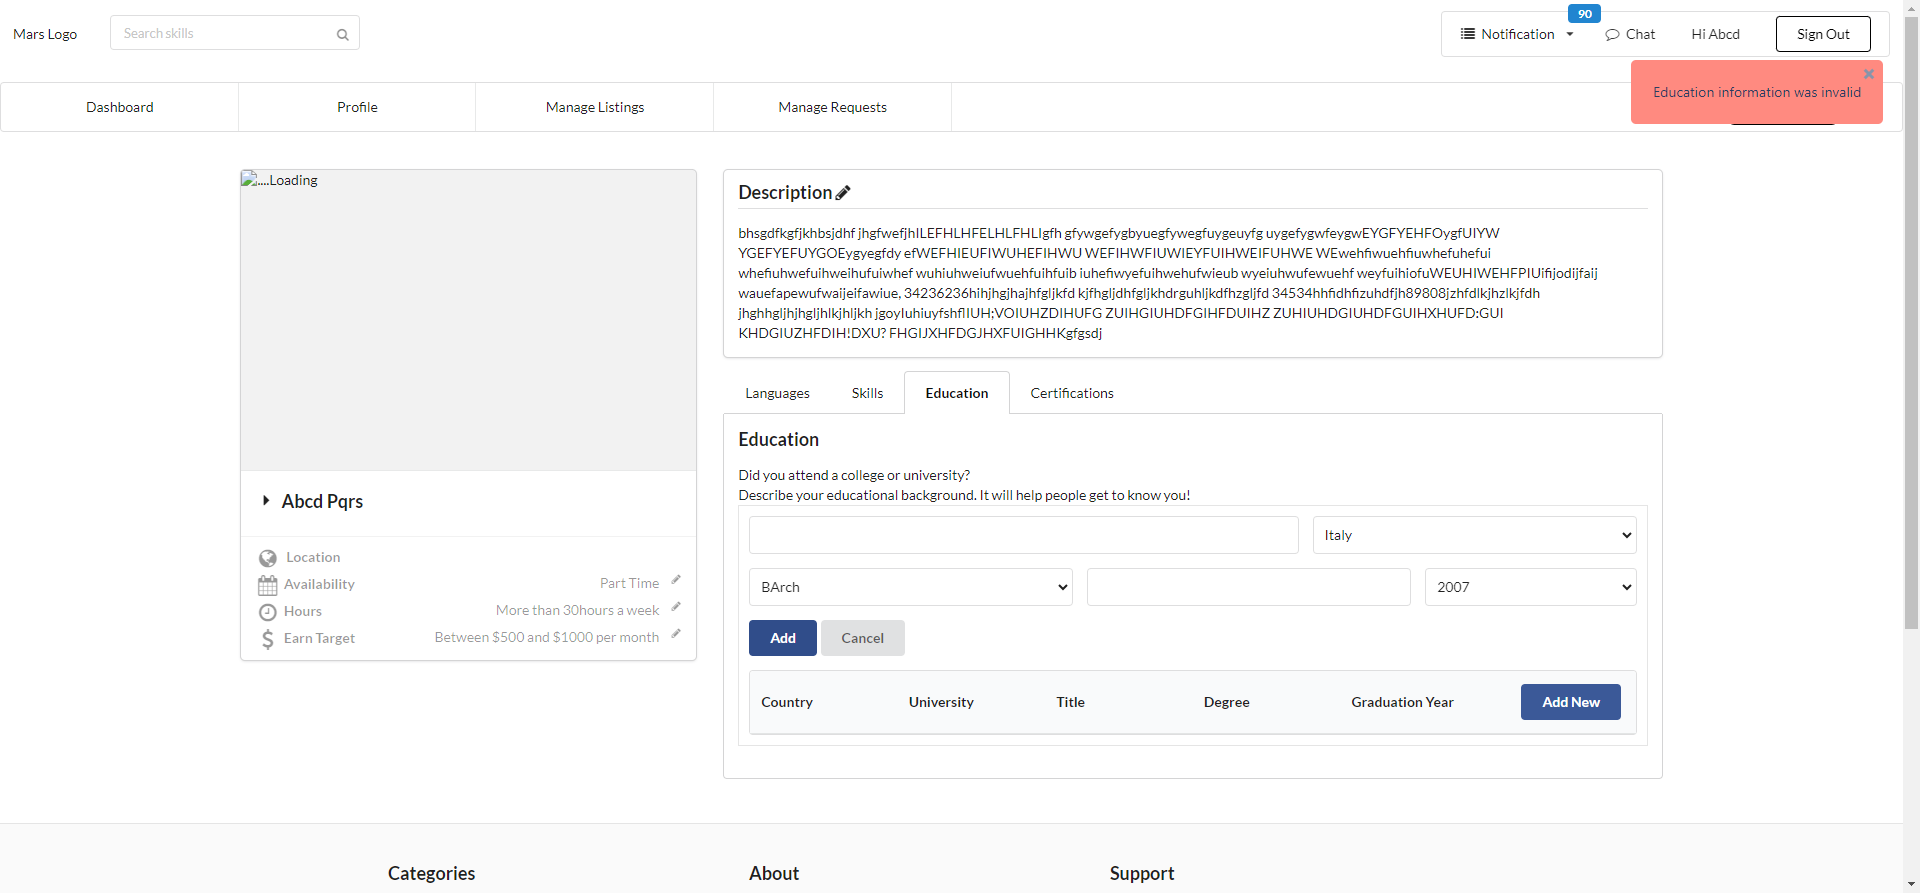 Mars Logo
Search skills
Notification
90
Chat
Hi Abcd
Sign Out
Education information was invalid
Dashboard
Profile
Manage Listings
Manage Requests
....Loading
Abcd Pqrs
Location
Availability
Part Time
Hours
More than 30hours a week
Earn Target
Between $500 and $1000 per month
Description
bhsgdfkgfjkhbsjdhf jhgfwefjhILEFHLHFELHLFHLIgfh gfywgefygbyuegfywegfuygeuyfg uygefygwfeygwEYGFYEHFOygfUIYW
YGEFYEFUYGOEygyegfdy efWEFHIEUFIWUHEFIHWU WEFIHWFIUWIEYFUIHWEIFUHWE WEwehfiwuehfiuwhefuhefui
whefiuhwefuihweihufuiwhef wuhiuhweiufwuehfuihfuib iuhefiwyefuihwehufwieub wyeiuhwufewuehf weyfuihiofuWEUHIWEHFPIUifijodijfaij
wauefapewufwaijeifawiue, 34236236hihjhgjhajhfgljkfd kjfhgljdhfgljkhdrguhljkdfhzgljfd 34534hhfidhfizuhdfjh89808jzhfdlkjhzlkjfdh
jhghhgljhjhgljhlkjhljkh jgoyIuhiuyfshflIUH;VOIUHZDIHUFG ZUIHGIUHDFGIHFDUIHZ ZUHIUHDGIUHDFGUIHXHUFD:GUI
KHDGIUZHFDIH!DXU? FHGIJXHFDGJHXFUIGHHKgfgsdj
Languages
Skills
Education
Certifications
Education
Did you attend a college or university?
Describe your educational background. It will help people get to know you!
Italy
BArch
2007
Add
Cancel
Country
University
Title
Degree
Graduation Year
Add New
Categories
About
Support